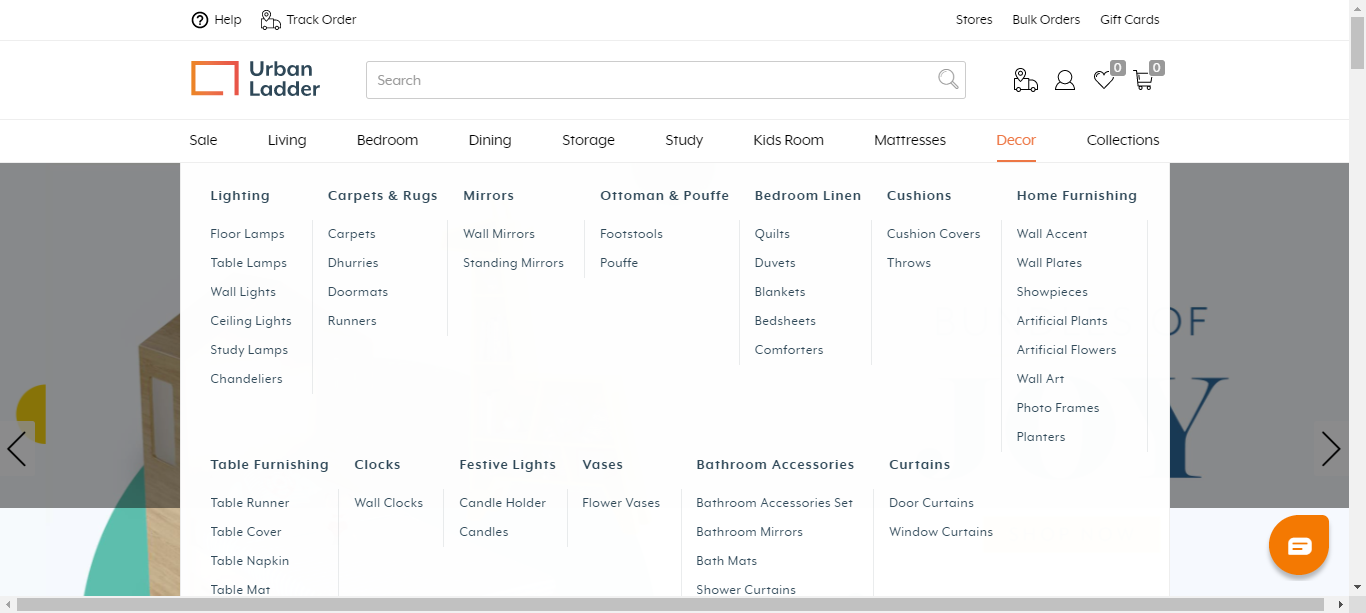 Help
Track Order
Stores
Bulk Orders
Gift Cards
Urban
Ladder
Search
0
0
Sale
Living
Bedroom
Dining
Storage
Study
Kids Room
Mattresses
Decor
Collections
Lighting
Floor Lamps
Table Lamps
Wall Lights
Ceiling Lights
Study Lamps
Chandeliers
Carpets & Rugs
Carpets
Dhurries
Doormats
Runners
Mirrors
Wall Mirrors
Standing Mirrors
Ottoman & Pouffe
Footstools
Pouffe
Bedroom Linen
Quilts
Duvets
Blankets
Bedsheets
Comforters
Cushions
Cushion Covers
Throws
Home Furnishing
Wall Accent
Wall Plates
Showpieces
Artificial Plants
Artificial Flowers
Wall Art
Photo Frames
Planters
OF
Table Furnishing
Table Runner
Table Cover
Table Napkin
Table Mat
Clocks
Wall Clocks
Festive Lights
Candle Holder
Candles
Vases
Flower Vases
Bathroom Accessories
Bathroom Accessories Set
Bathroom Mirrors
Bath Mats
Shower Curtains
Curtains
Door Curtains
Window Curtains